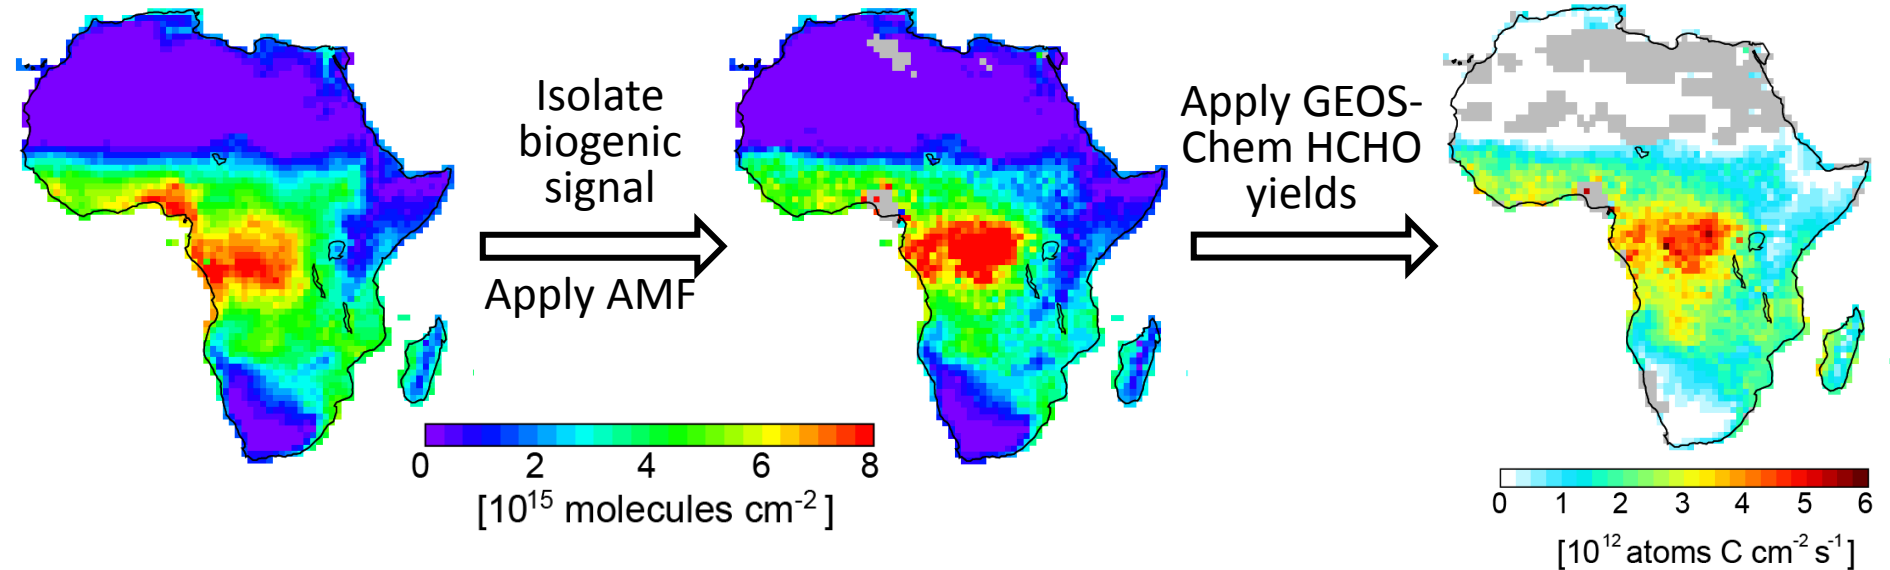 Isolate
biogenic
signal
Apply AMF
Apply GEOS-
Chem HCHO
yields
0 2 4 6 8
[10¹⁵ molecules cm⁻²]
0 1 2 3 4 5 6
[10¹² atoms C cm⁻² s⁻¹]